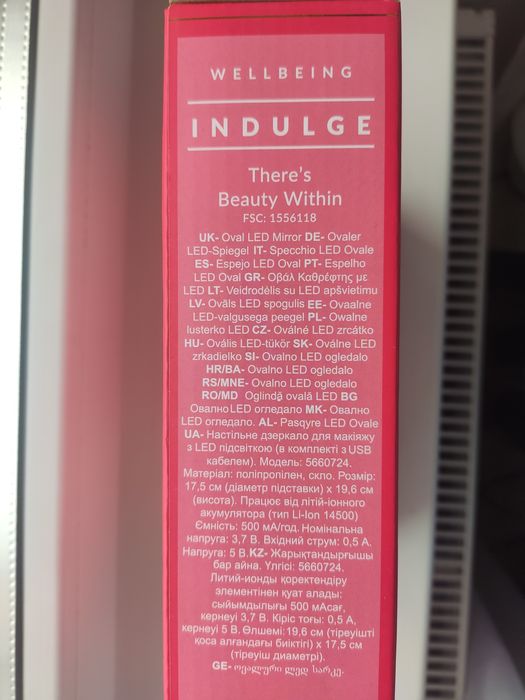 WELLBEING
INDULGE
There's
Beauty Within
FSC: 1556118
UK- Oval LED Mirror DE- Ovaler
LED-Spiegel IT- Specchio LED Ovale
ES- Espejo LED Oval PT- Espelho
LED Oval GR- Οβάλ Καθρέφτης με
LED LT- Veidrodėlis su LED apšvietimu
LV- Ovāls LED spogulis EE- Ovaalne
LED-valgusega peegel PL- Owalne
lusterko LED CZ- Oválné LED zrcátko
HU- Ovális LED-tükör SK- Oválne LED
zrkadielko SI- Ovalno LED ogledalo
HR/BA- Ovalno LED ogledalo
RS/MNE- Ovalno LED ogledalo
RO/MD Oglindă ovală LED BG
Овално LED огледало MK- Овално
LED огледало. AL- Pasqyre LED Ovale
UA- Настільне дзеркало для макіяжу
з LED підсвіткою (в комплекті з USB
кабелем). Модель: 5660724.
Матеріал: поліпропілен, скло. Розмір:
17,5 см (діаметр підставки) x 19,6 см
(висота). Працює від літій-іонного
акумулятора (тип Li-Ion 14500)
Ємність: 500 мА/год. Номінальна
напруга: 3,7 В. Вхідний струм: 0,5 А.
Напруга: 5 В.KZ- Жарықтандырғышы
бар айна. Үлгісі: 5660724.
Литий-ионды қоректендіру
элементінен қуат алады:
сыйымдылығы 500 мАсағ,
кернеуі 3,7 В. Кіріс тоғы: 0,5 А,
кернеуі 5 В. Өлшемі:19,6 см (тіреуішті
қоса алғандағы биіктігі) x 17,5 см
(тіреуіш диаметрі).
GE- ოვალური ლედ სარკე.